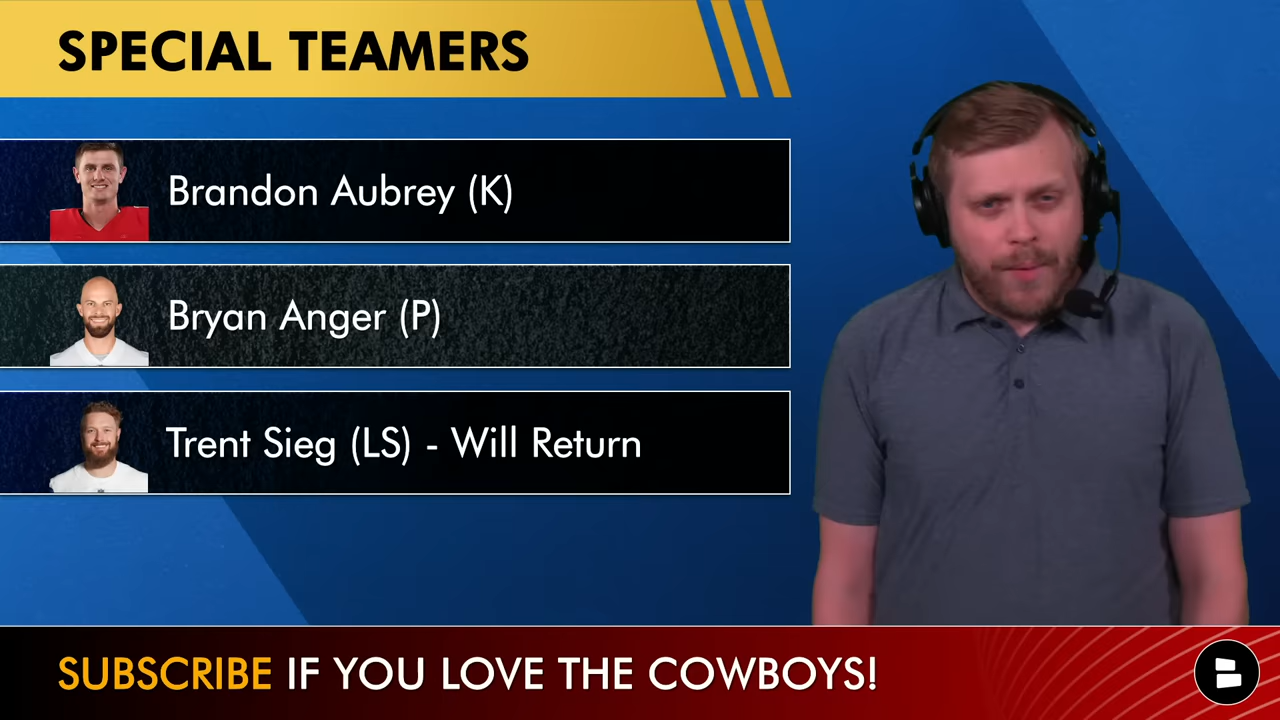 SPECIAL TEAMERS
Brandon Aubrey (K)
Bryan Anger (P)
Trent Sieg (LS) - Will Return
SUBSCRIBE IF YOU LOVE THE COWBOYS!